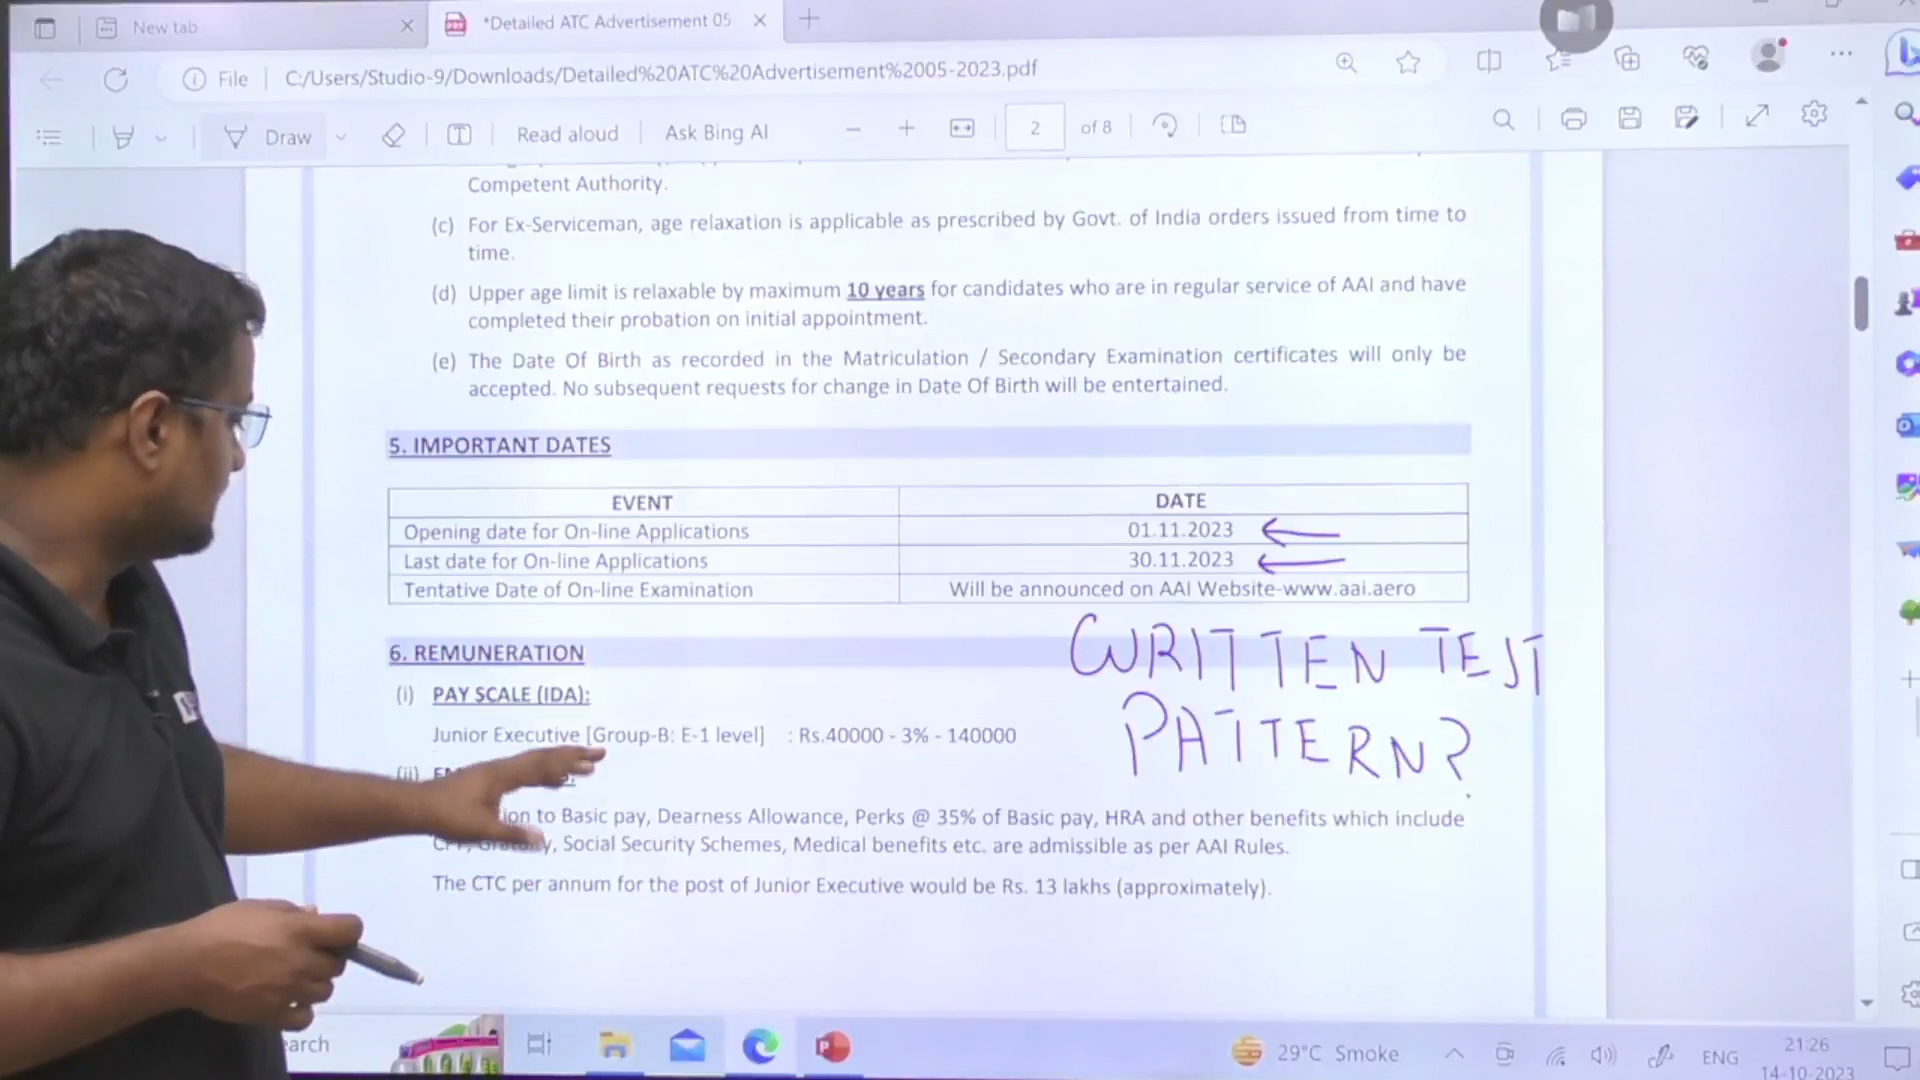 New tab
*Detailed ATC Advertisement 05
File
C:/Users/Studio-9/Downloads/Detailed%20ATC%20Advertisement%2005-2023.pdf
Draw
Read aloud
Ask Bing AI
2 of 8
Competent Authority.
(c) For Ex-Serviceman, age relaxation is applicable as prescribed by Govt. of India orders issued from time to
time.
(d) Upper age limit is relaxable by maximum 10 years for candidates who are in regular service of AAI and have
completed their probation on initial appointment.
(e) The Date Of Birth as recorded in the Matriculation / Secondary Examination certificates will only be
accepted. No subsequent requests for change in Date Of Birth will be entertained.
5. IMPORTANT DATES
EVENT DATE
Opening date for On-line Applications 01.11.2023
Last date for On-line Applications 30.11.2023
Tentative Date of On-line Examination Will be announced on AAI Website-www.aai.aero
WRITTEN TEST
PATTERN?
6. REMUNERATION
(i) PAY SCALE (IDA):
Junior Executive [Group-B: E-1 level] : Rs.40000 - 3% - 140000
(ii)
to Basic pay, Dearness Allowance, Perks @ 35% of Basic pay, HRA and other benefits which include
Social Security Schemes, Medical benefits etc. are admissible as per AAI Rules.
The CTC per annum for the post of Junior Executive would be Rs. 13 lakhs (approximately).
29°C Smoke
ENG
21:26
14-10-2023